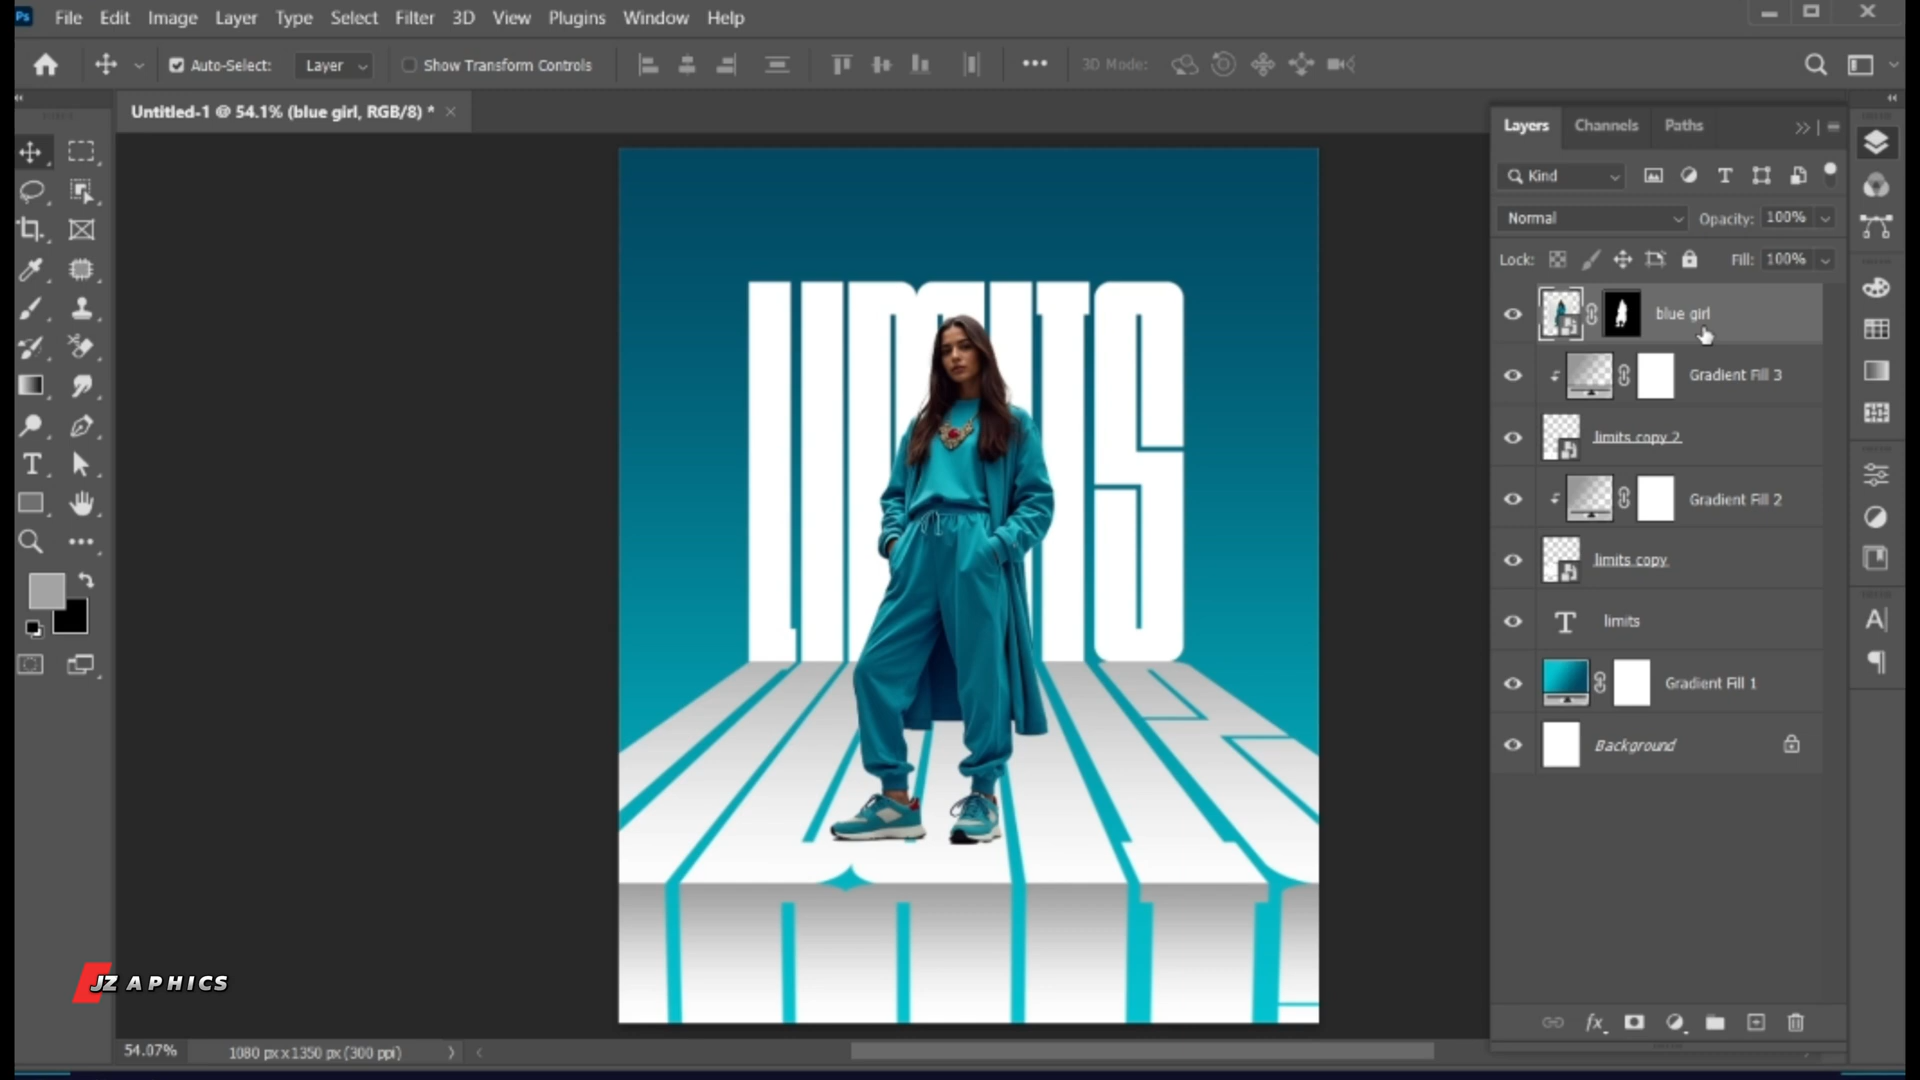 Ps File Edit Image Layer Type Select Filter 3D View Plugins Window Help
Auto-Select: Layer Show Transform Controls 3D Mode:
Untitled-1 @ 54.1% (blue girl, RGB/8) *
Layers Channels Paths
Kind
Normal Opacity: 100%
Lock: Fill: 100%
blue girl
Gradient Fill 3
limits copy 2
Gradient Fill 2
limits copy
limits
Gradient Fill 1
Background
LIMITS
JZ APHICS
54.07% 1080 px x 1350 px (300 ppi)